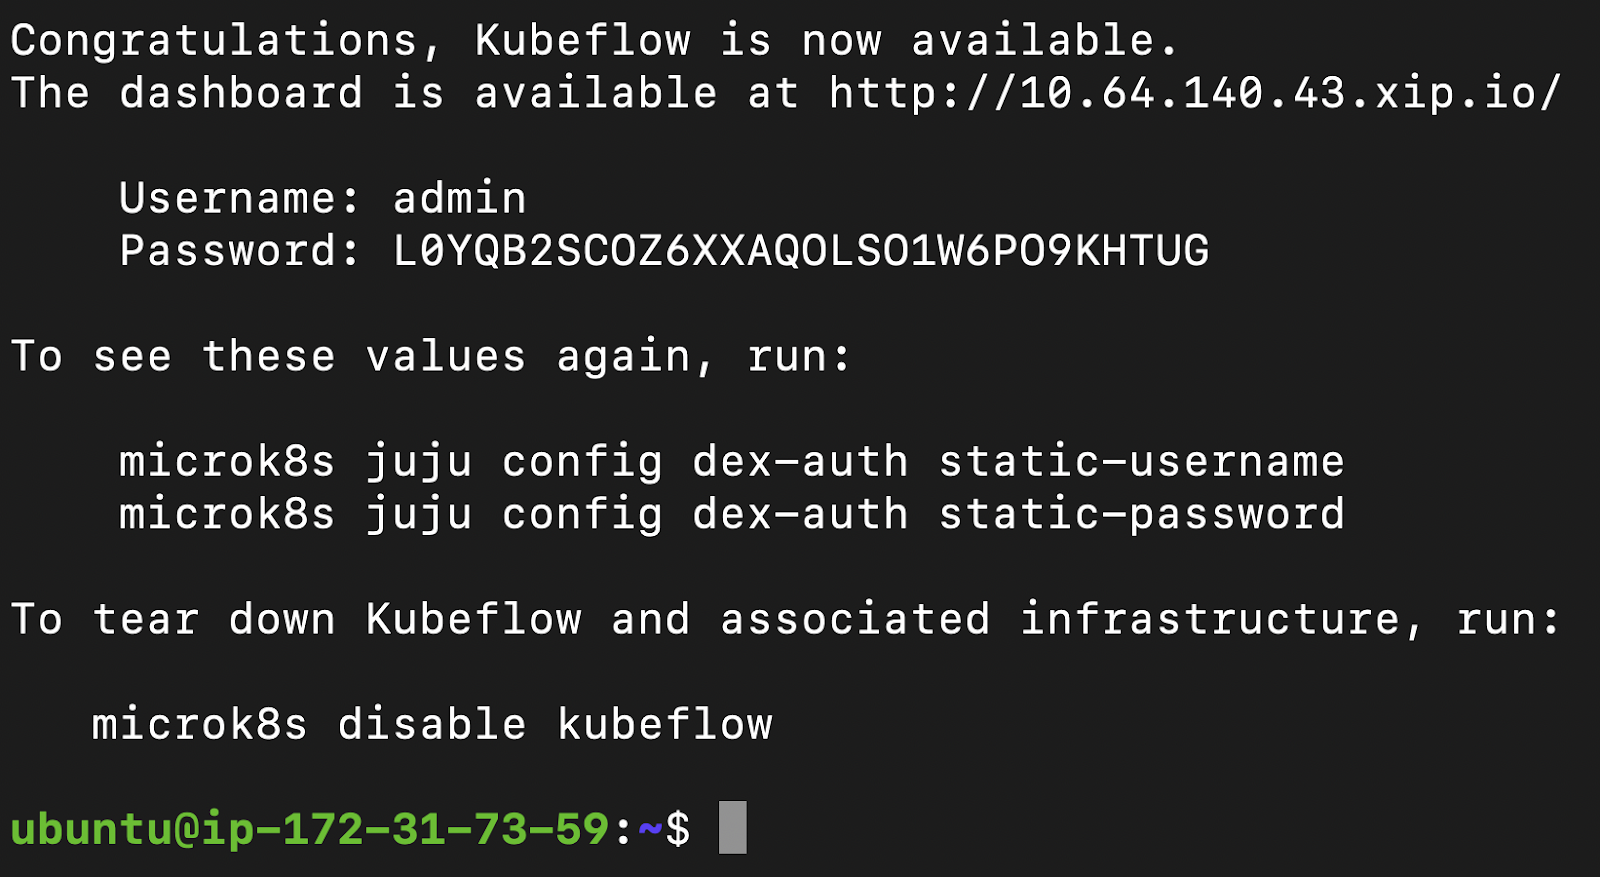 Congratulations, Kubeflow is now available.
The dashboard is available at http://10.64.140.43.xip.io/
Username: admin
Password: L0YQB2SCOZ6XXAQOLSO1W6PO9KHTUG
To see these values again, run:
microk8s juju config dex-auth static-username
microk8s juju config dex-auth static-password
To tear down Kubeflow and associated infrastructure, run:
microk8s disable kubeflow
ubuntu@ip-172-31-73-59:~$